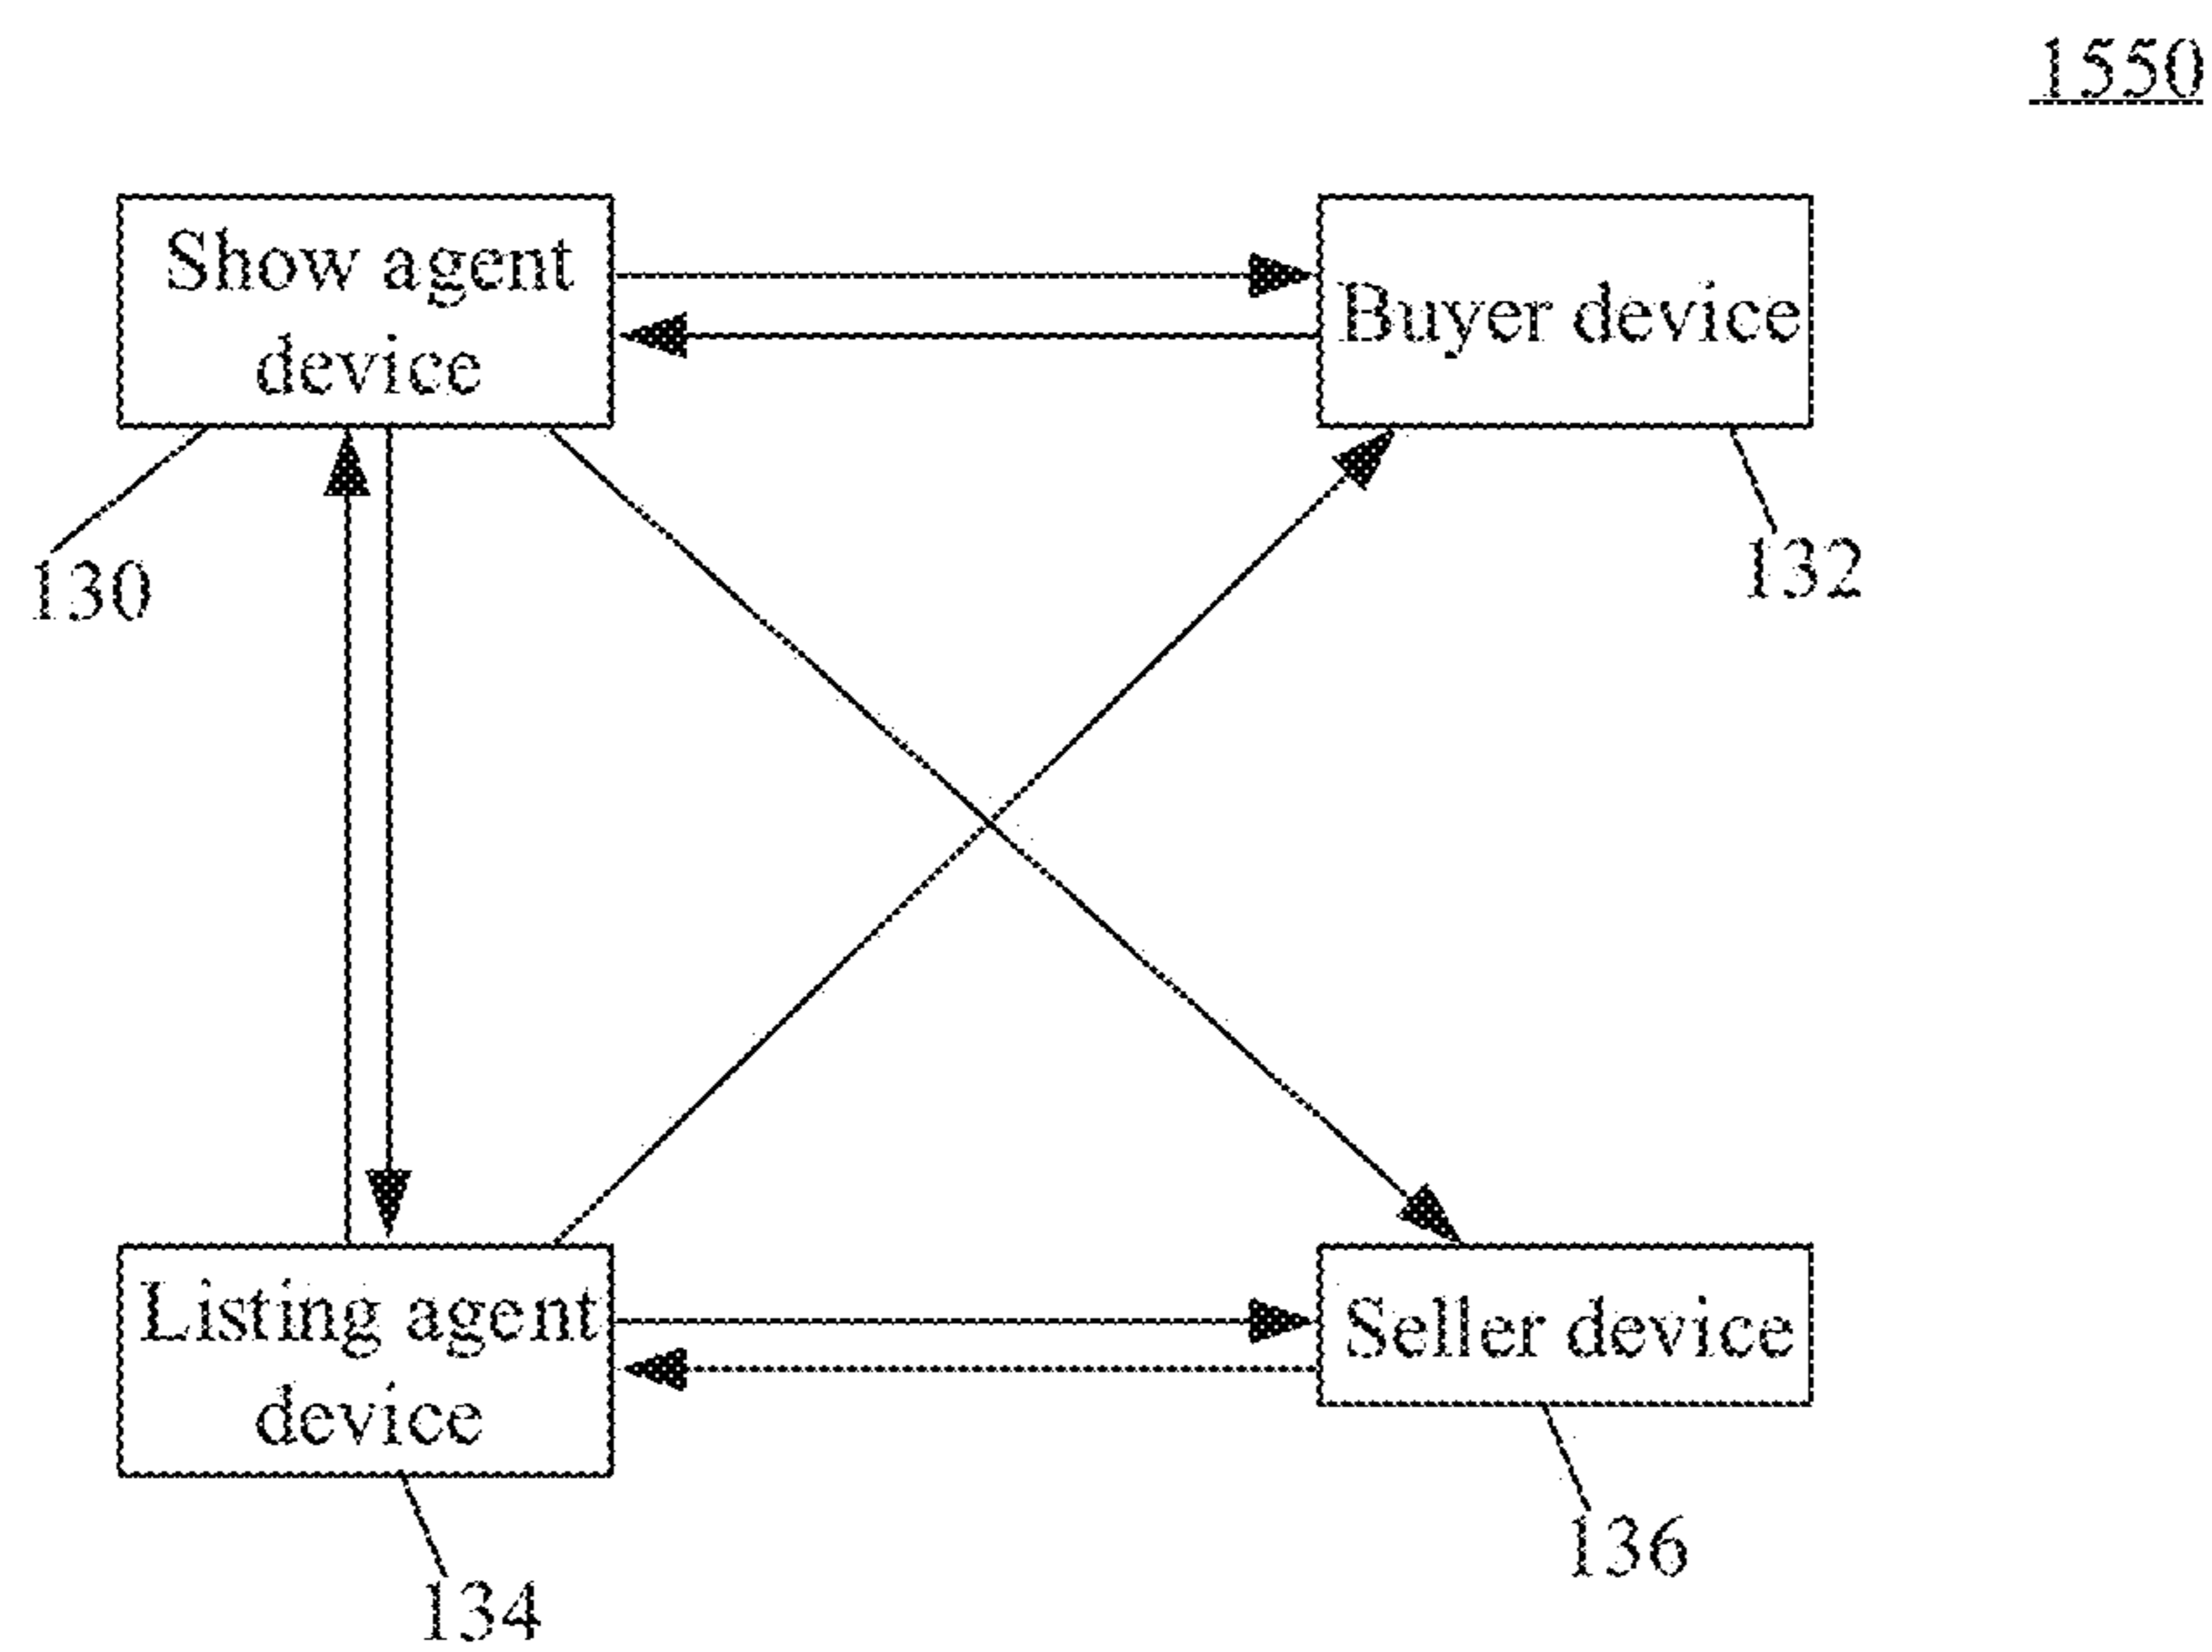 1550
Show agent
device
Buyer device
130
132
Listing agent
device
Seller device
136
134